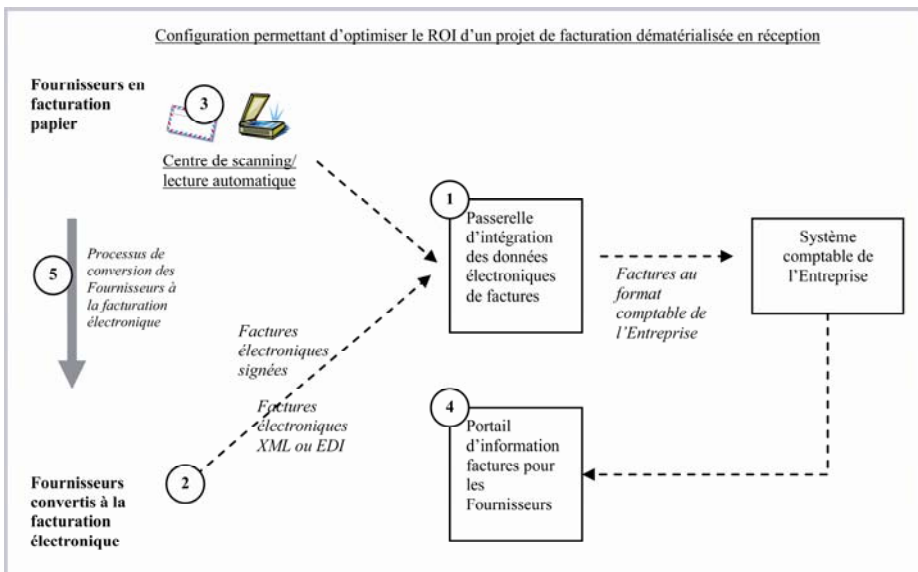 Configuration permettant d'optimiser le ROI d'un projet de facturation dématérialisée en réception
Fournisseurs en
facturation
papier
3
Centre de scanning/
lecture automatique
1
Passerelle
d'intégration
des données
électroniques
de factures
Système
comptable de
l'Entreprise
Factures au
format
comptable de
l'Entreprise
5
Processus de
conversion des
Fournisseurs à
la facturation
électronique
Factures
électroniques
signées
Factures
électroniques
XML ou EDI
4
Portail
d'information
factures pour
les
Fournisseurs
2
Fournisseurs
convertis à la
facturation
électronique